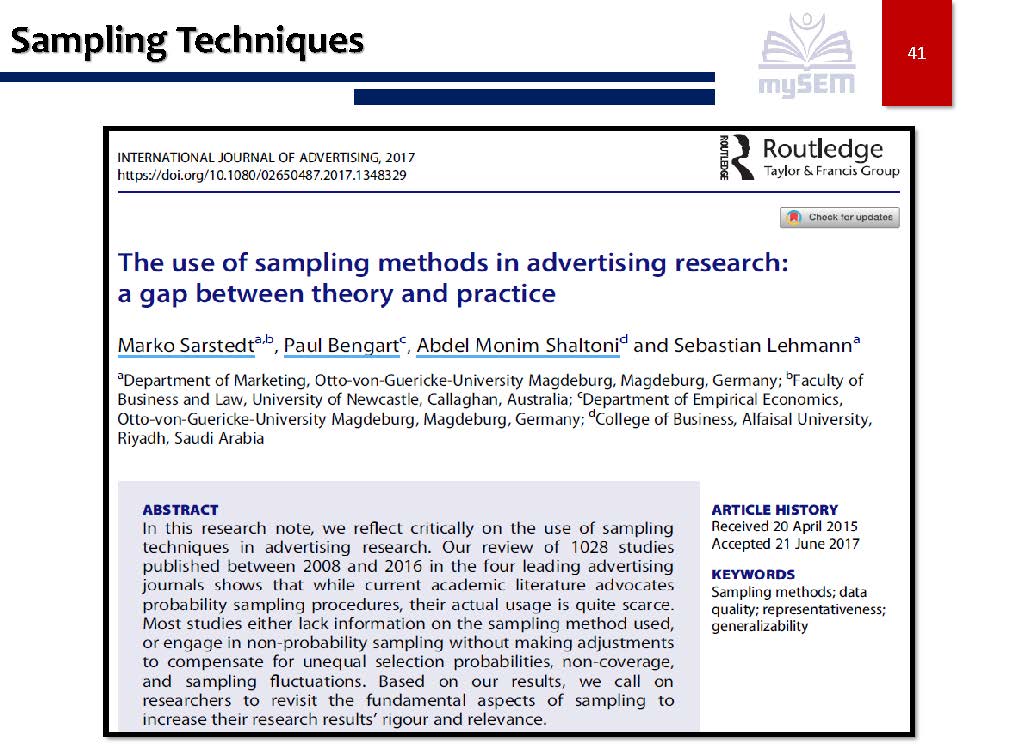 Sampling Techniques
mySEM
41
INTERNATIONAL JOURNAL OF ADVERTISING, 2017
https://doi.org/10.1080/02650487.2017.1348329
ROUTLEDGE
Routledge
Taylor & Francis Group
Check for updates
The use of sampling methods in advertising research:
a gap between theory and practice
Marko Sarstedta,b, Paul Bengartc, Abdel Monim Shaltonid and Sebastian Lehmanna
aDepartment of Marketing, Otto-von-Guericke-University Magdeburg, Magdeburg, Germany; bFaculty of
Business and Law, University of Newcastle, Callaghan, Australia; cDepartment of Empirical Economics,
Otto-von-Guericke-University Magdeburg, Magdeburg, Germany; dCollege of Business, Alfaisal University,
Riyadh, Saudi Arabia
ABSTRACT
In this research note, we reflect critically on the use of sampling
techniques in advertising research. Our review of 1028 studies
published between 2008 and 2016 in the four leading advertising
journals shows that while current academic literature advocates
probability sampling procedures, their actual usage is quite scarce.
Most studies either lack information on the sampling method used,
or engage in non-probability sampling without making adjustments
to compensate for unequal selection probabilities, non-coverage,
and sampling fluctuations. Based on our results, we call on
researchers to revisit the fundamental aspects of sampling to
increase their research results' rigour and relevance.
ARTICLE HISTORY
Received 20 April 2015
Accepted 21 June 2017
KEYWORDS
Sampling methods; data
quality; representativeness;
generalizability